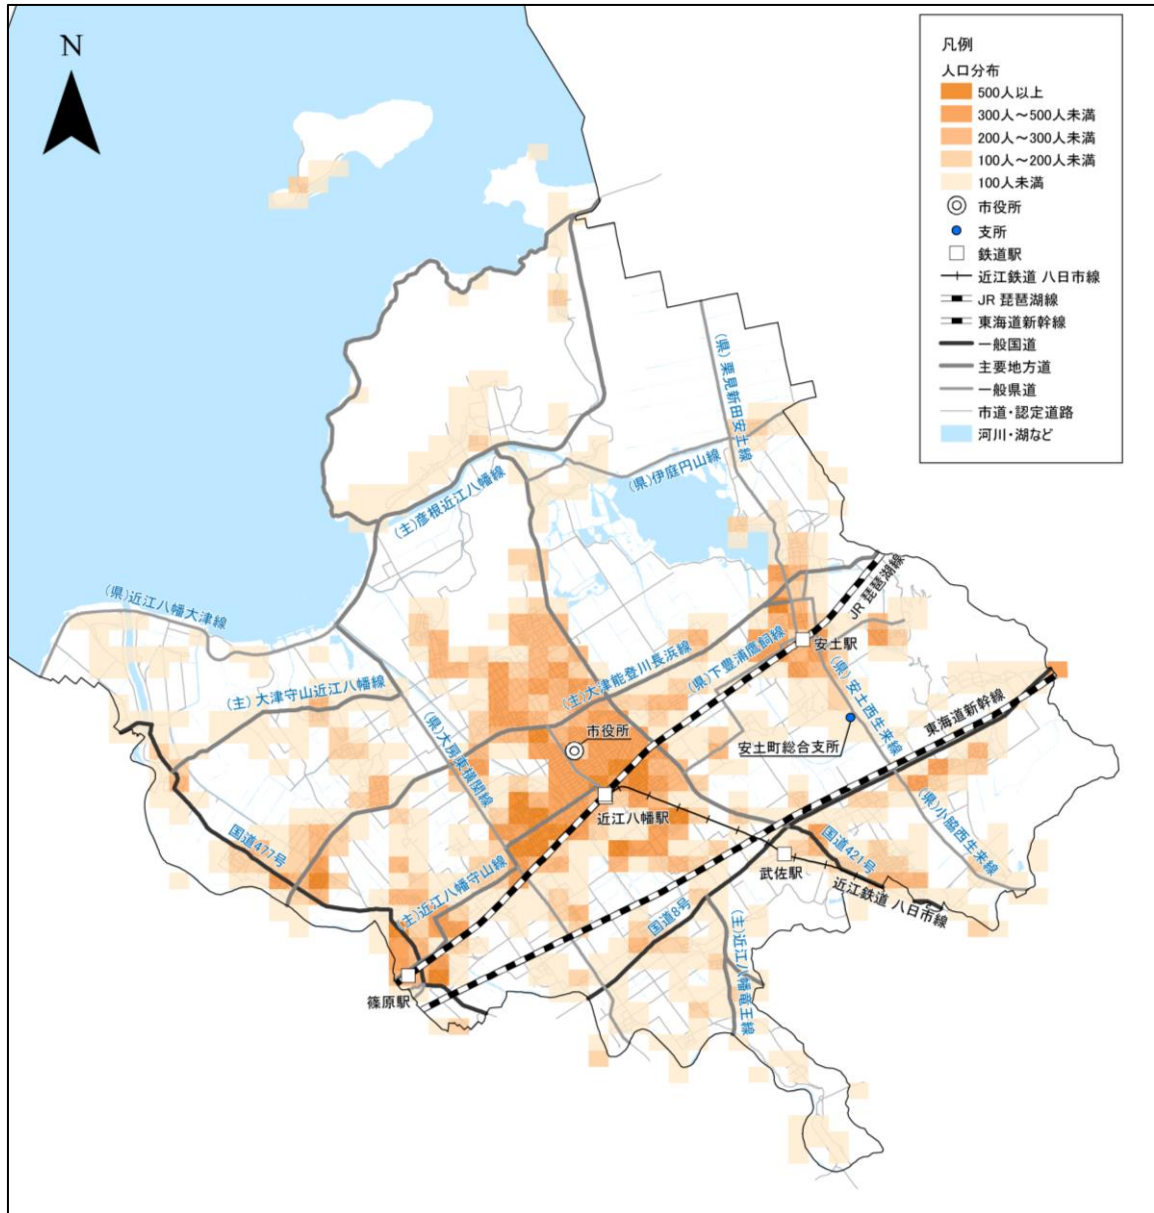 N
凡例
人口分布
500人以上
300人～500人未満
200人～300人未満
100人～200人未満
100人未満
市役所
支所
鉄道駅
近江鉄道 八日市線
JR 琵琶湖線
東海道新幹線
一般国道
主要地方道
一般県道
市道・認定道路
河川・湖など
(県)栗見新田安土線
(県)伊庭円山線
(主)彦根近江八幡線
(県)近江八幡大津線
JR 琵琶湖線
安土駅
(県)下豊浦鷹飼線
(主)大津能登川長浜線
(主)大津守山近江八幡線
(県)安土西生来線
東海道新幹線
(県)大房東横関線
市役所
安土町総合支所
近江八幡駅
(県)小脇西生来線
国道477号
国道421号
武佐駅
近江鉄道 八日市線
(主)近江八幡守山線
国道8号
(主)近江八幡竜王線
篠原駅